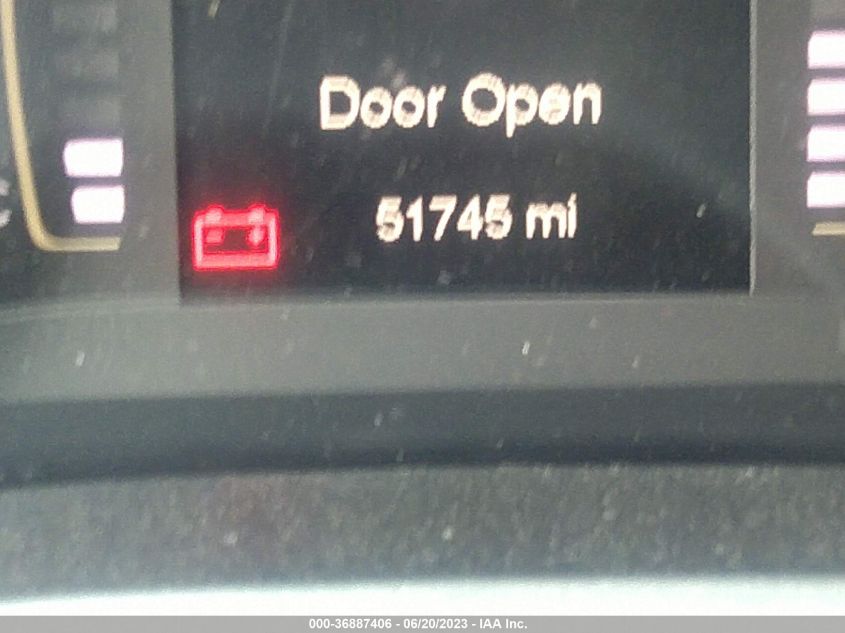 Door Open
51745 mi
000-36887406 - 06/20/2023 - IAA Inc.